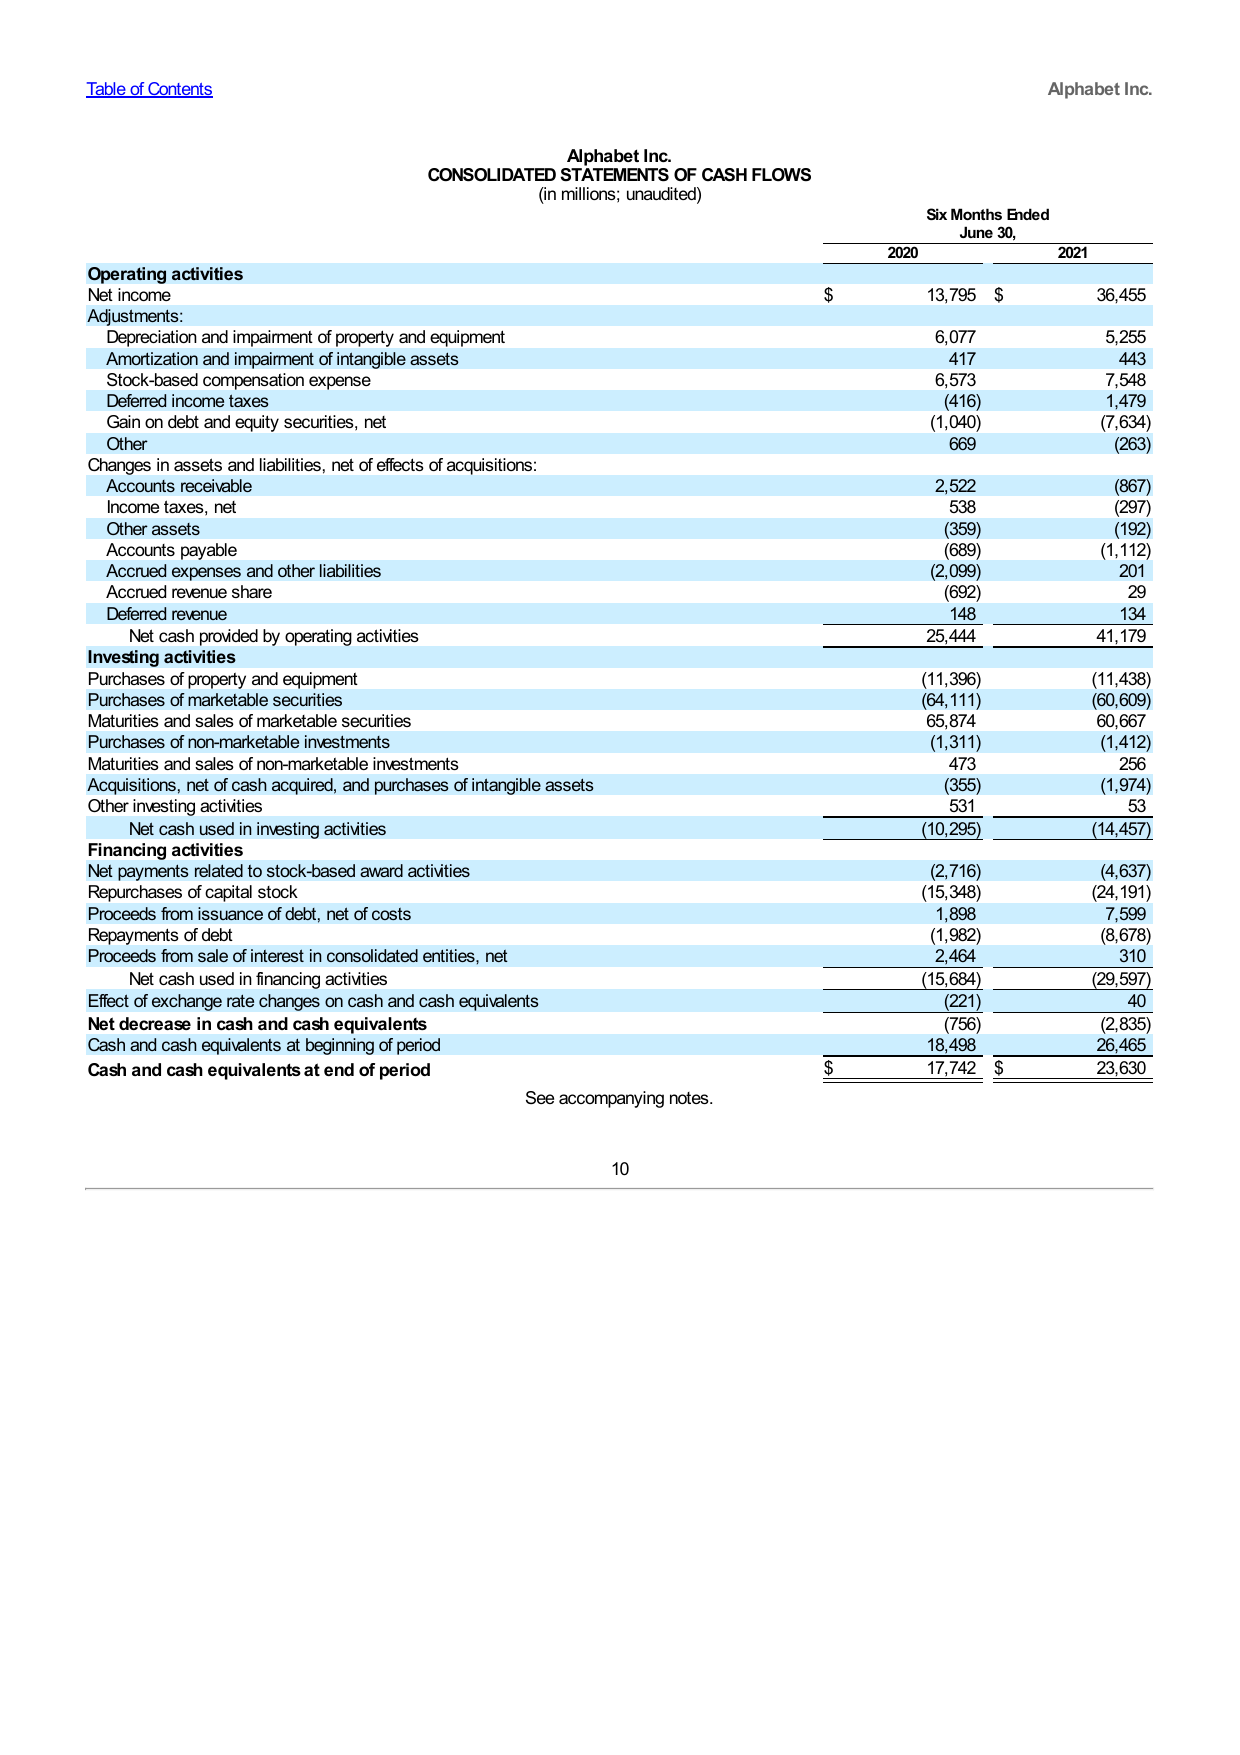 Table of Contents Alphabet Inc.
Alphabet Inc.
CONSOLIDATED STATEMENTS OF CASH FLOWS
(in millions; unaudited)
Six Months Ended
June 30,
2020 2021
Operating activities
Net income $ 13,795 $ 36,455
Adjustments:
Depreciation and impairment of property and equipment 6,077 5,255
Amortization and impairment of intangible assets 417 443
Stock-based compensation expense 6,573 7,548
Deferred income taxes (416) 1,479
Gain on debt and equity securities, net (1,040) (7,634)
Other 669 (263)
Changes in assets and liabilities, net of effects of acquisitions:
Accounts receivable 2,522 (867)
Income taxes, net 538 (297)
Other assets (359) (192)
Accounts payable (689) (1,112)
Accrued expenses and other liabilities (2,099) 201
Accrued revenue share (692) 29
Deferred revenue 148 134
Net cash provided by operating activities 25,444 41,179
Investing activities
Purchases of property and equipment (11,396) (11,438)
Purchases of marketable securities (64,111) (60,609)
Maturities and sales of marketable securities 65,874 60,667
Purchases of non-marketable investments (1,311) (1,412)
Maturities and sales of non-marketable investments 473 256
Acquisitions, net of cash acquired, and purchases of intangible assets (355) (1,974)
Other investing activities 531 53
Net cash used in investing activities (10,295) (14,457)
Financing activities
Net payments related to stock-based award activities (2,716) (4,637)
Repurchases of capital stock (15,348) (24,191)
Proceeds from issuance of debt, net of costs 1,898 7,599
Repayments of debt (1,982) (8,678)
Proceeds from sale of interest in consolidated entities, net 2,464 310
Net cash used in financing activities (15,684) (29,597)
Effect of exchange rate changes on cash and cash equivalents (221) 40
Net decrease in cash and cash equivalents (756) (2,835)
Cash and cash equivalents at beginning of period 18,498 26,465
Cash and cash equivalents at end of period $ 17,742 $ 23,630
See accompanying notes.
10